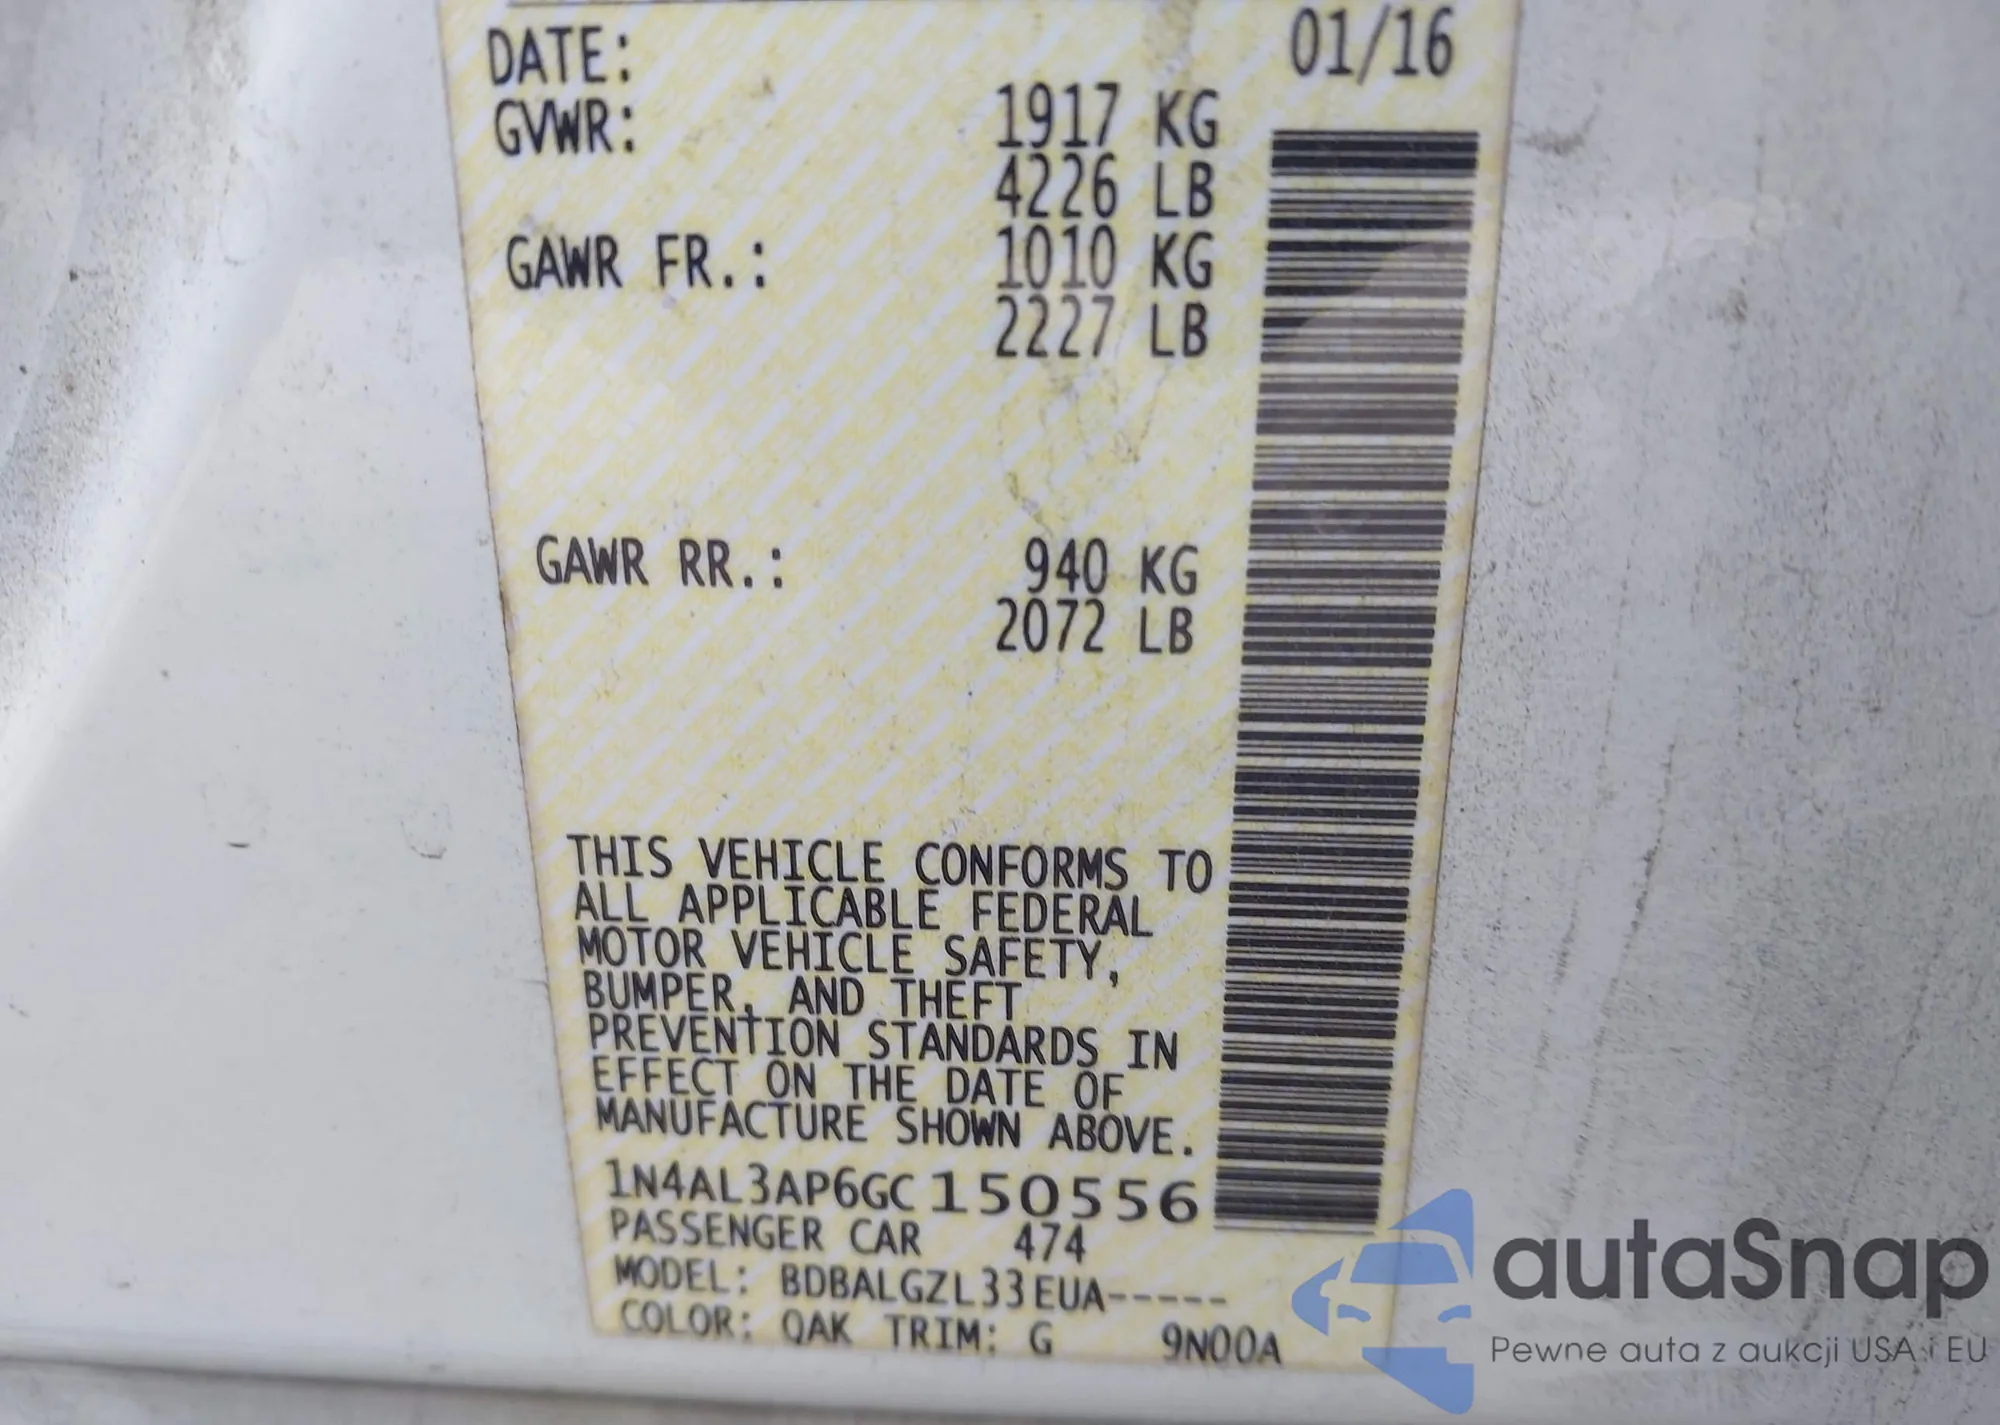 DATE: 01/16
GVWR: 1917 KG
4226 LB
GAWR FR.: 1010 KG
2227 LB
GAWR RR.: 940 KG
2072 LB
THIS VEHICLE CONFORMS TO
ALL APPLICABLE FEDERAL
MOTOR VEHICLE SAFETY,
BUMPER, AND THEFT
PREVENTION STANDARDS IN
EFFECT ON THE DATE OF
MANUFACTURE SHOWN ABOVE.
1N4AL3AP6GC150556
PASSENGER CAR 474
MODEL: BDBALGZL33EUA-----
COLOR: QAK TRIM: G 9N00A
autaSnap
Pewne auta z aukcji USA i EU